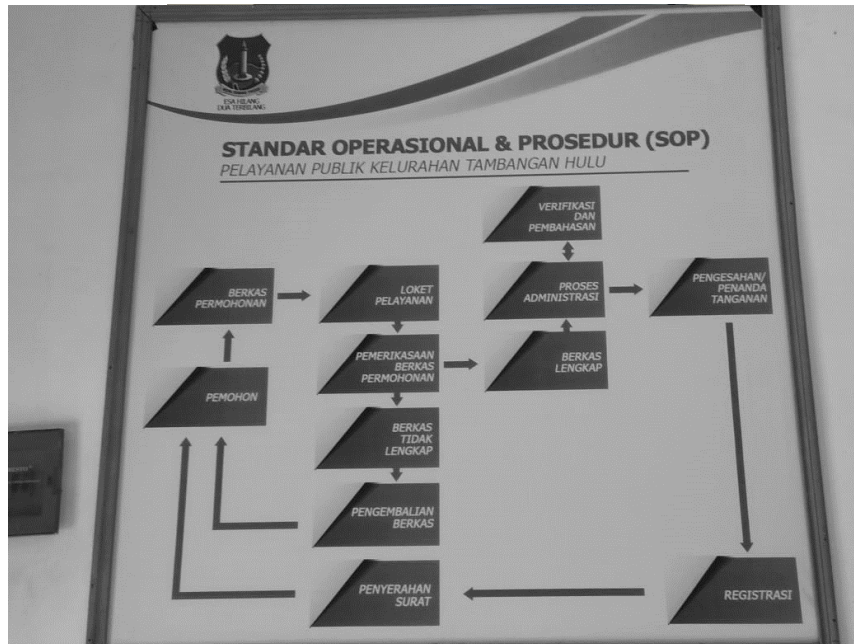 ESA HILANG
DUA TERBILANG
STANDAR OPERASIONAL & PROSEDUR (SOP)
PELAYANAN PUBLIK KELURAHAN TAMBANGAN HULU
VERIFIKASI
DAN
PEMBAHASAN
BERKAS
PERMOHONAN
LOKET
PELAYANAN
PROSES
ADMINISTRASI
PENGESAHAN/
PENANDA
TANGANAN
PEMERIKASAAN
BERKAS
PERMOHONAN
BERKAS
LENGKAP
PEMOHON
BERKAS
TIDAK
LENGKAP
PENGEMBALIAN
BERKAS
PENYERAHAN
SURAT
REGISTRASI